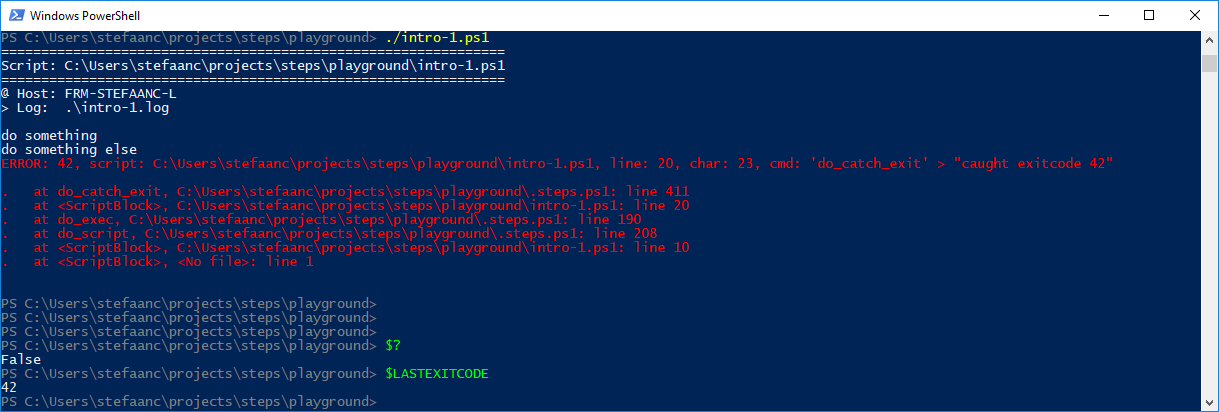 Windows PowerShell
PS C:\Users\stefaanc\projects\steps\playground> ./intro-1.ps1
===============================================================
Script: C:\Users\stefaanc\projects\steps\playground\intro-1.ps1
===============================================================
@ Host: FRM-STEFAANC-L
> Log:  .\intro-1.log
do something
do something else
ERROR: 42, script: C:\Users\stefaanc\projects\steps\playground\intro-1.ps1, line: 20, char: 23, cmd: 'do_catch_exit' > "caught exitcode 42"
.   at do_catch_exit, C:\Users\stefaanc\projects\steps\playground\.steps.ps1: line 411
.   at <ScriptBlock>, C:\Users\stefaanc\projects\steps\playground\intro-1.ps1: line 20
.   at do_exec, C:\Users\stefaanc\projects\steps\playground\.steps.ps1: line 190
.   at do_script, C:\Users\stefaanc\projects\steps\playground\.steps.ps1: line 208
.   at <ScriptBlock>, C:\Users\stefaanc\projects\steps\playground\intro-1.ps1: line 10
.   at <ScriptBlock>, <No file>: line 1
PS C:\Users\stefaanc\projects\steps\playground>
PS C:\Users\stefaanc\projects\steps\playground>
PS C:\Users\stefaanc\projects\steps\playground>
PS C:\Users\stefaanc\projects\steps\playground> $?
False
PS C:\Users\stefaanc\projects\steps\playground> $LASTEXITCODE
42
PS C:\Users\stefaanc\projects\steps\playground>